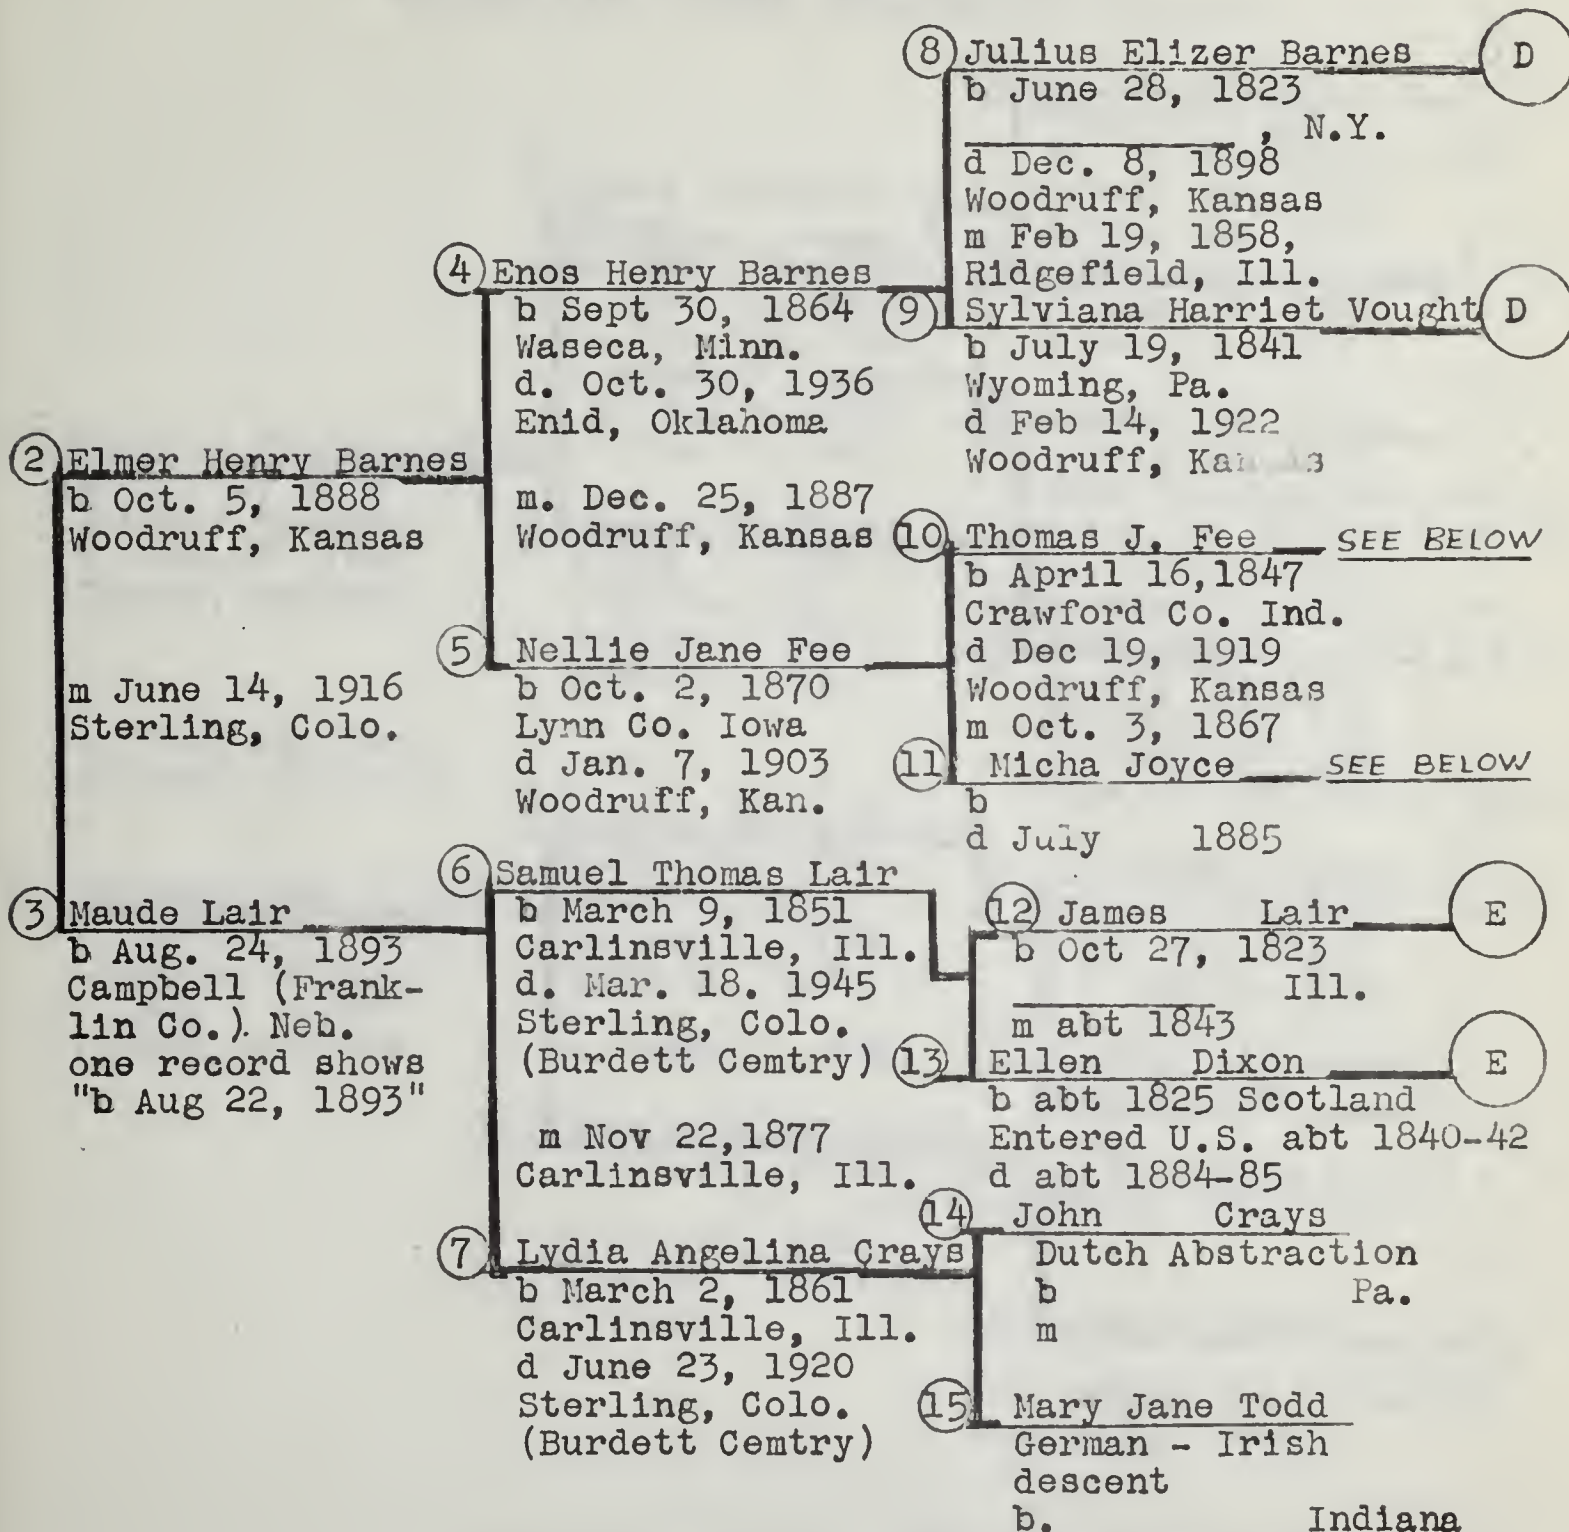 (8) Julius Elizer Barnes D
b June 28, 1823
__________ , N.Y.
d Dec. 8, 1898
Woodruff, Kansas
m Feb 19, 1858,
Ridgefield, Ill.
(9) Sylviana Harriet Vought D
b July 19, 1841
Wyoming, Pa.
d Feb 14, 1922
Woodruff, Kansas
(4) Enos Henry Barnes
b Sept 30, 1864
Waseca, Minn.
d. Oct. 30, 1936
Enid, Oklahoma
m. Dec. 25, 1887
Woodruff, Kansas
(2) Elmer Henry Barnes
b Oct. 5, 1888
Woodruff, Kansas
m June 14, 1916
Sterling, Colo.
(10) Thomas J. Fee SEE BELOW
b April 16,1847
Crawford Co. Ind.
d Dec 19, 1919
Woodruff, Kansas
m Oct. 3, 1867
(11) Micha Joyce SEE BELOW
b
d July 1885
(5) Nellie Jane Fee
b Oct. 2, 1870
Lynn Co. Iowa
d Jan. 7, 1903
Woodruff, Kan.
(6) Samuel Thomas Lair
b March 9, 1851
Carlinsville, Ill.
d. Mar. 18. 1945
Sterling, Colo.
(Burdett Cemtry)
m Nov 22,1877
Carlinsville, Ill.
(3) Maude Lair
b Aug. 24, 1893
Campbell (Frank-
lin Co.). Neb.
one record shows
"b Aug 22, 1893"
(12) James Lair E
b Oct 27, 1823
__________ Ill.
m abt 1843
(13) Ellen Dixon E
b abt 1825 Scotland
Entered U.S. abt 1840-42
d abt 1884-85
(14) John Crays
Dutch Abstraction
b Pa.
m
(7) Lydia Angelina Crays
b March 2, 1861
Carlinsville, Ill.
d June 23, 1920
Sterling, Colo.
(Burdett Cemtry)
(15) Mary Jane Todd
German - Irish
descent
b. Indiana